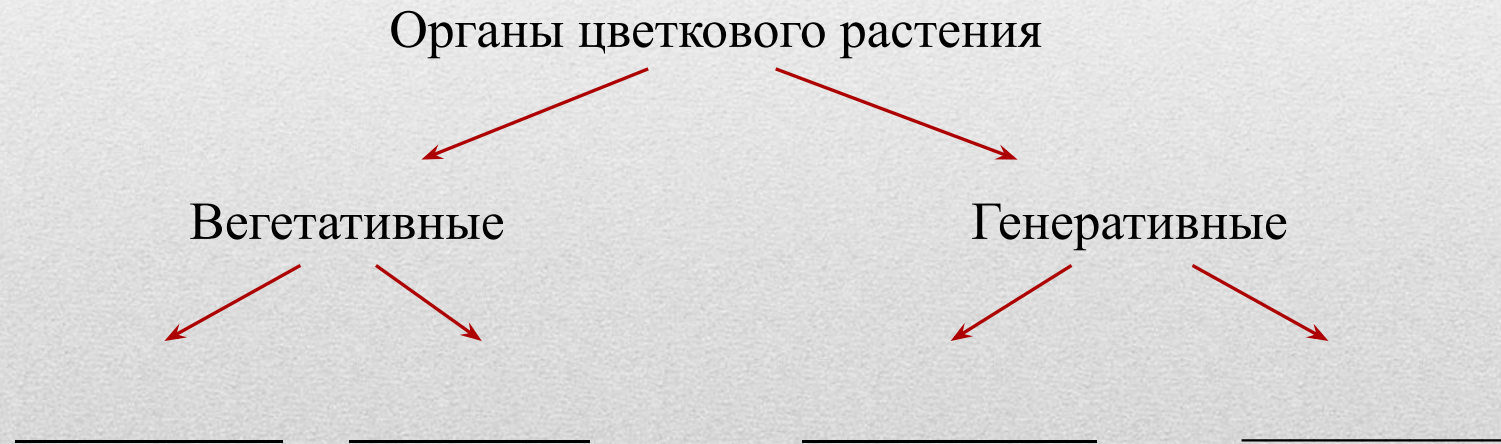 Органы цветкового растения
Вегетативные
Генеративные